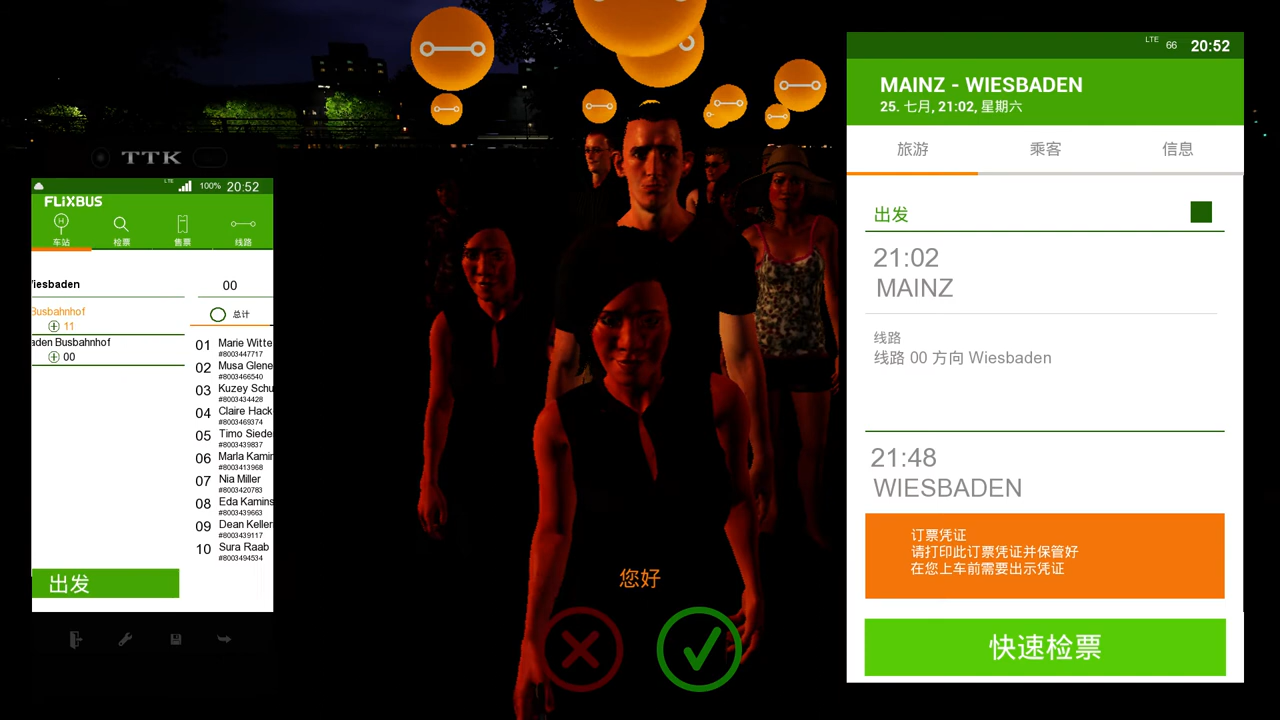 TTK
LTE 100% 20:52
FLiXBUS
H
车站 检票 售票 线路
iesbaden 00
Busbahnhof 总计
11
aden Busbahnhof
00
01 Marie Witte
#8003447717
02 Musa Glene
#8003466540
03 Kuzey Schu
#8003434428
04 Claire Hack
#8003469374
05 Timo Siede
#8003439837
06 Marla Kamir
#8003413968
07 Nia Miller
#8003420783
08 Eda Kamins
#8003439663
09 Dean Keller
#8003439117
10 Sura Raab
#8003494534
出发
您好
LTE 66 20:52
MAINZ - WIESBADEN
25. 七月, 21:02, 星期六
旅游 乘客 信息
出发
21:02
MAINZ
线路
线路 00 方向 Wiesbaden
21:48
WIESBADEN
订票凭证
请打印此订票凭证并保管好
在您上车前需要出示凭证
快速检票